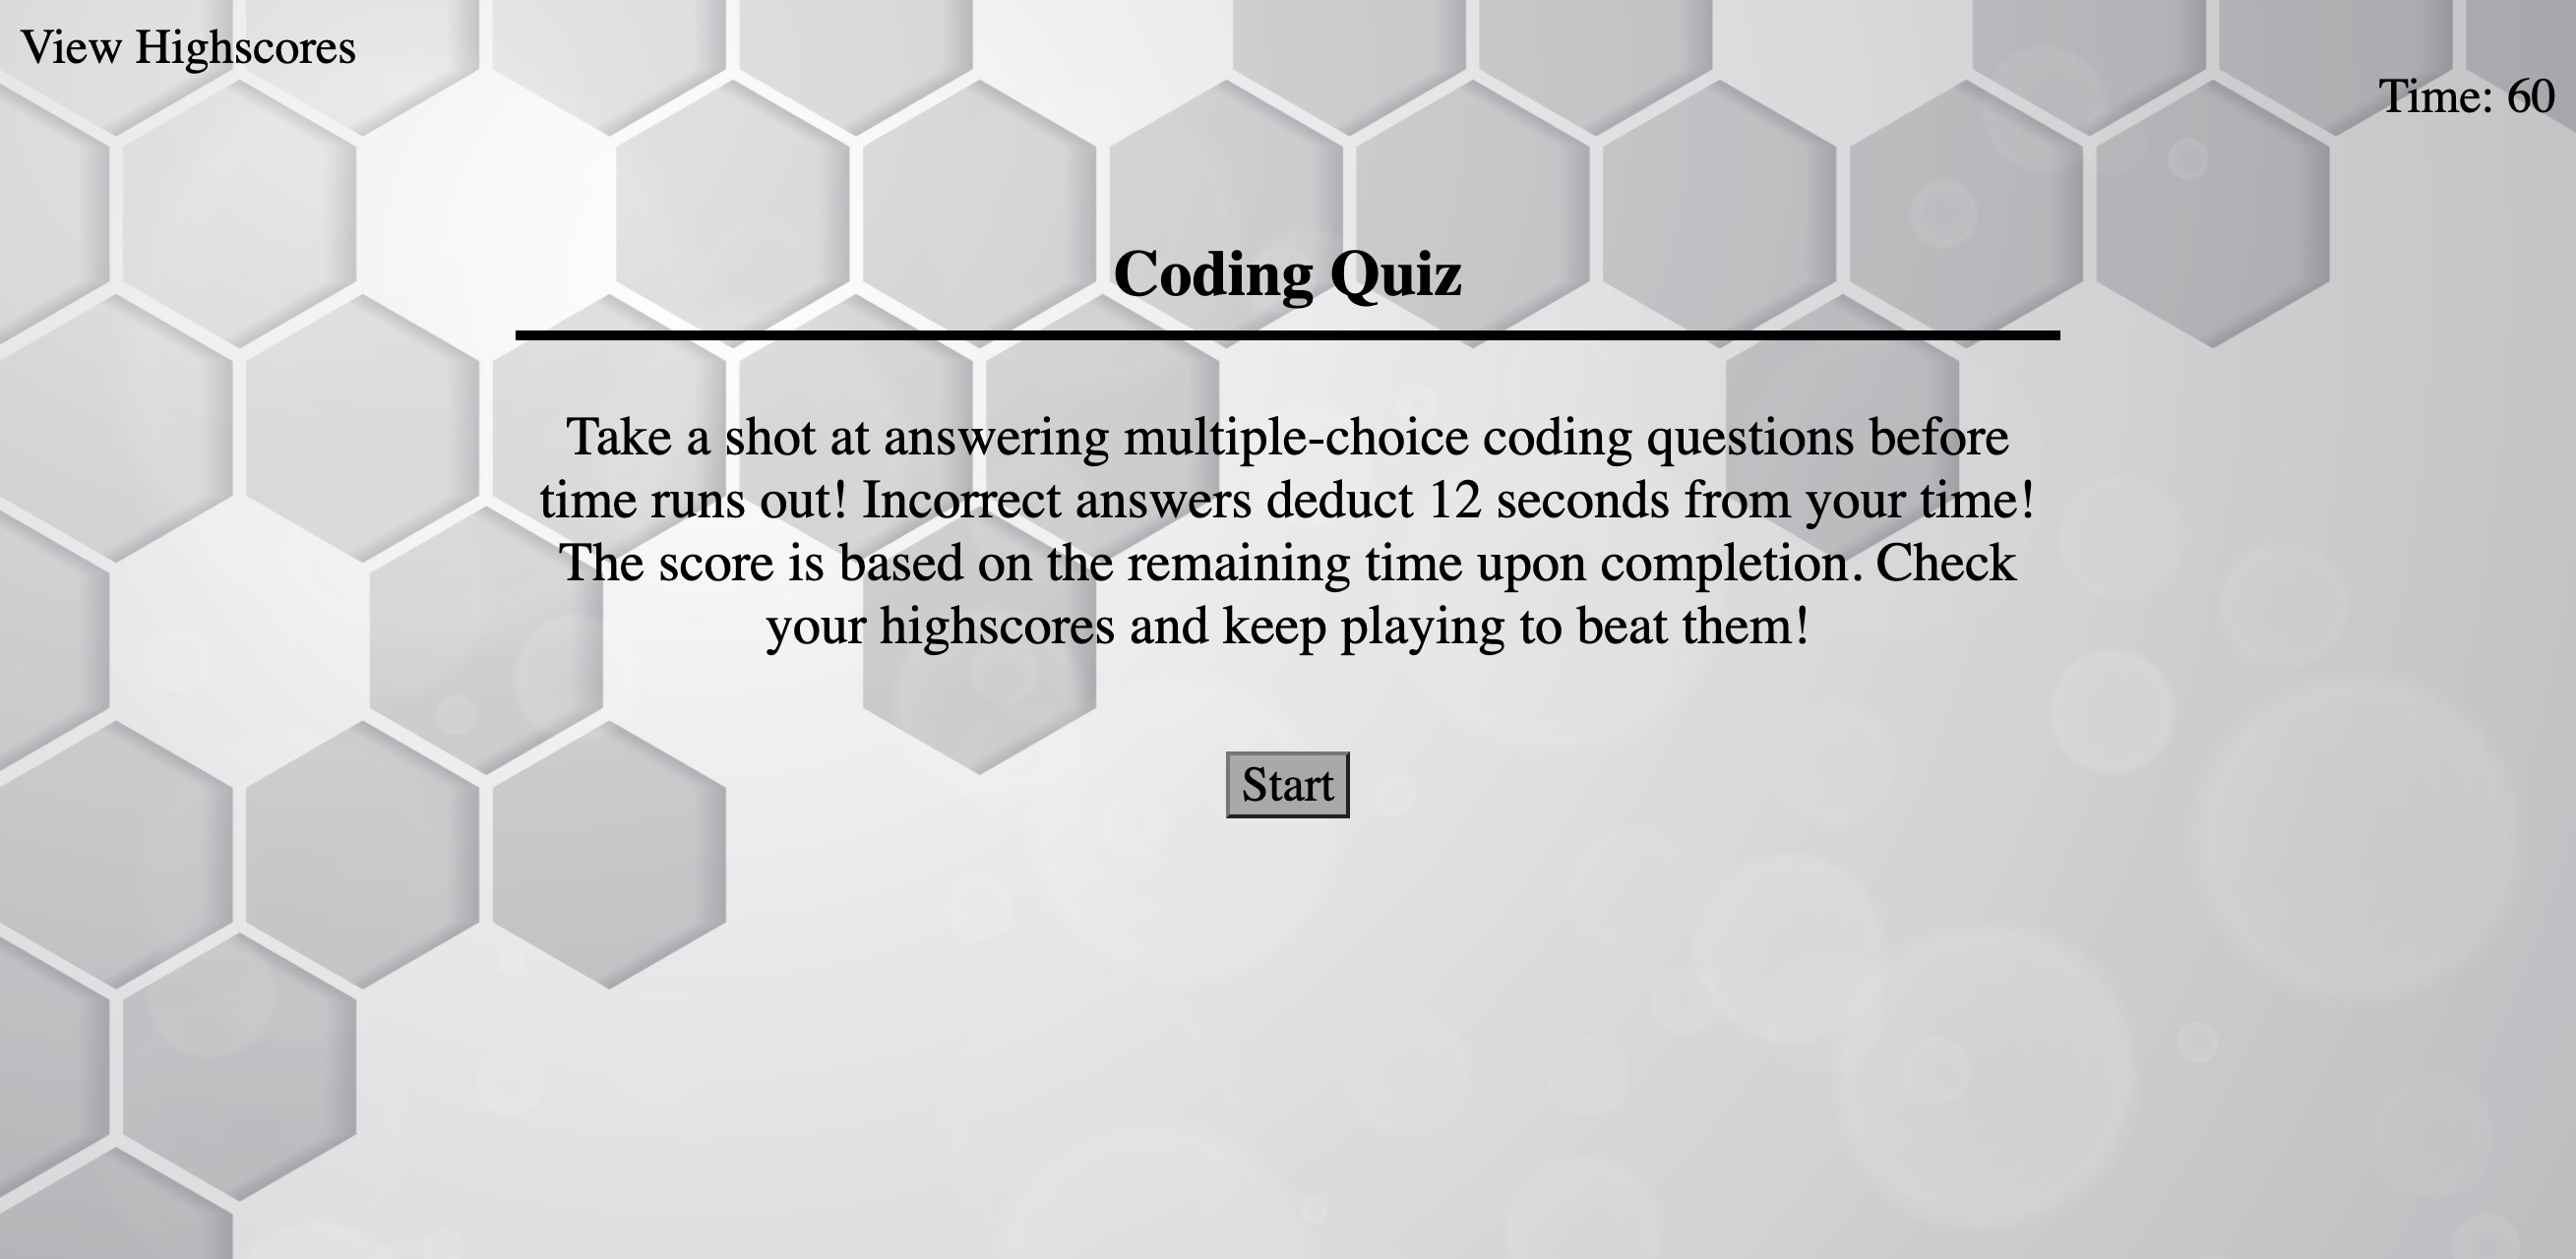 View Highscores
Time: 60
Coding Quiz
Take a shot at answering multiple-choice coding questions before
time runs out! Incorrect answers deduct 12 seconds from your time!
The score is based on the remaining time upon completion. Check
your highscores and keep playing to beat them!
Start